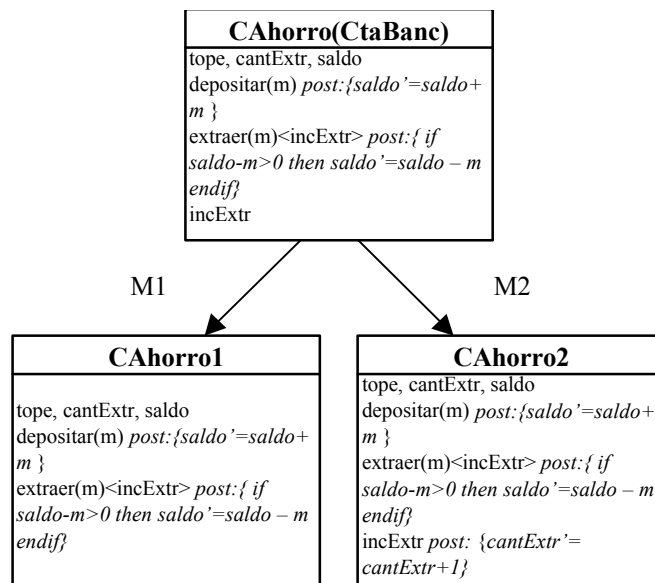 CAhorro(CtaBanc)
tope, cantExtr, saldo
depositar(m) post:{saldo’=saldo+
m }
extraer(m)<incExtr> post:{ if
saldo-m>0 then saldo’=saldo – m
endif}
incExtr
M1
M2
CAhorro1
tope, cantExtr, saldo
depositar(m) post:{saldo’=saldo+
m }
extraer(m)<incExtr> post:{ if
saldo-m>0 then saldo’=saldo – m
endif}
CAhorro2
tope, cantExtr, saldo
depositar(m) post:{saldo’=saldo+
m }
extraer(m)<incExtr> post:{ if
saldo-m>0 then saldo’=saldo – m
endif}
incExtr post: {cantExtr’=
cantExtr+1}